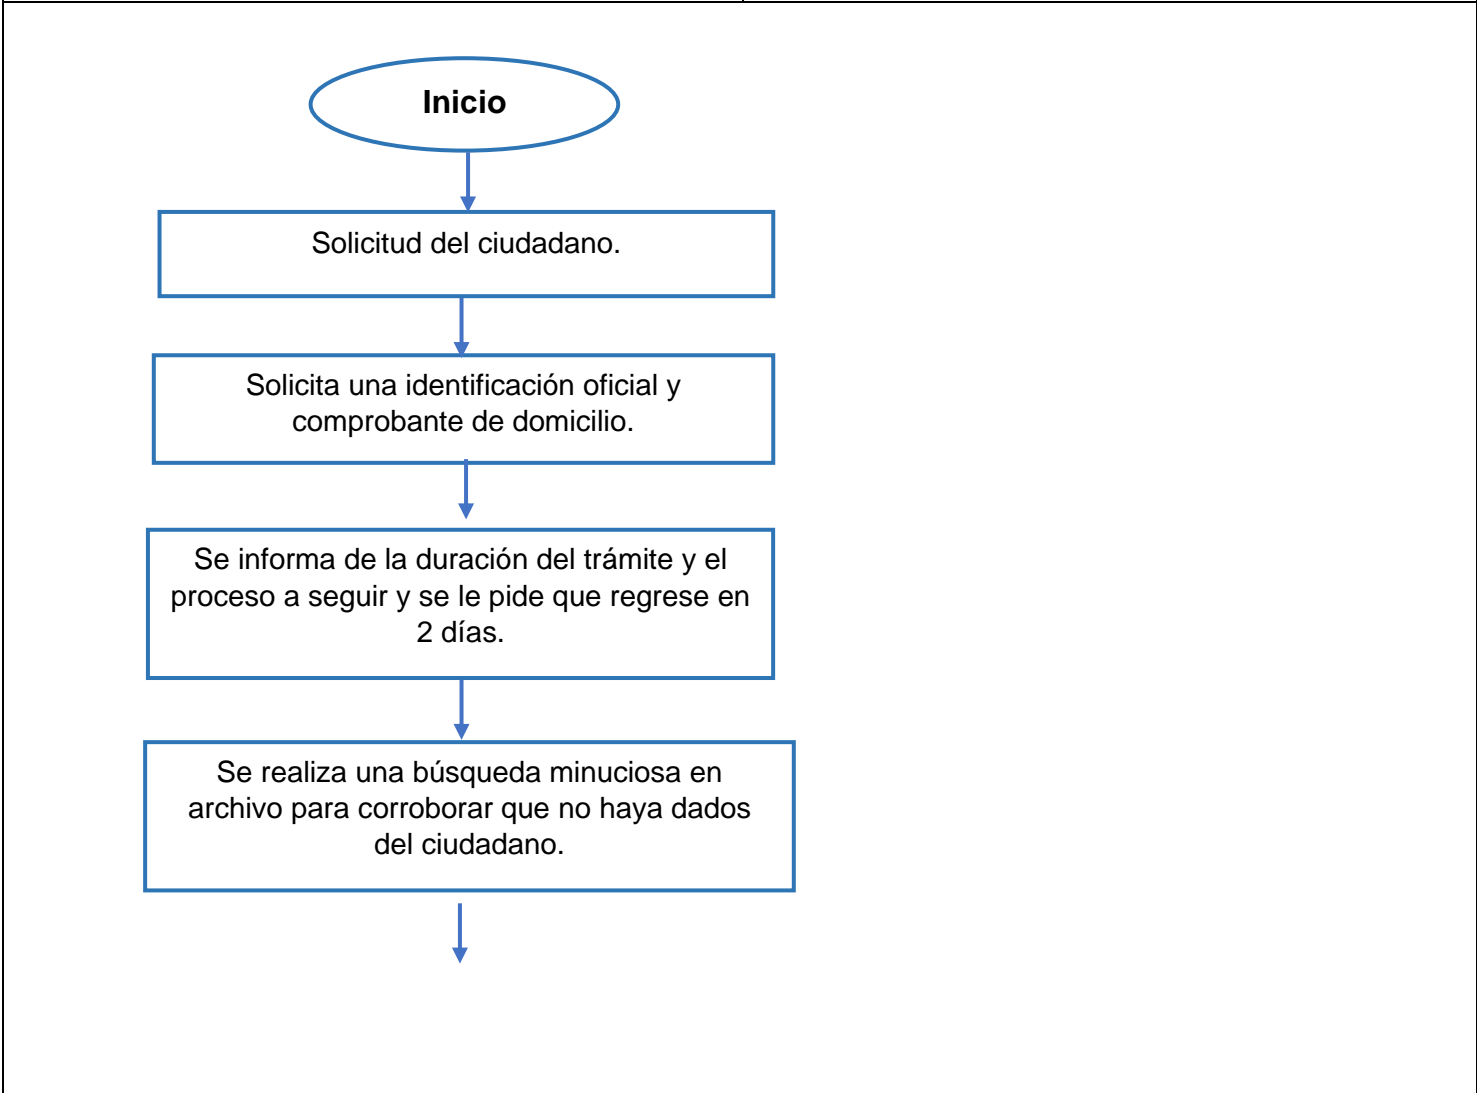 Inicio
Solicitud del ciudadano.
Solicita una identificación oficial y
comprobante de domicilio.
Se informa de la duración del trámite y el
proceso a seguir y se le pide que regrese en
2 días.
Se realiza una búsqueda minuciosa en
archivo para corroborar que no haya dados
del ciudadano.